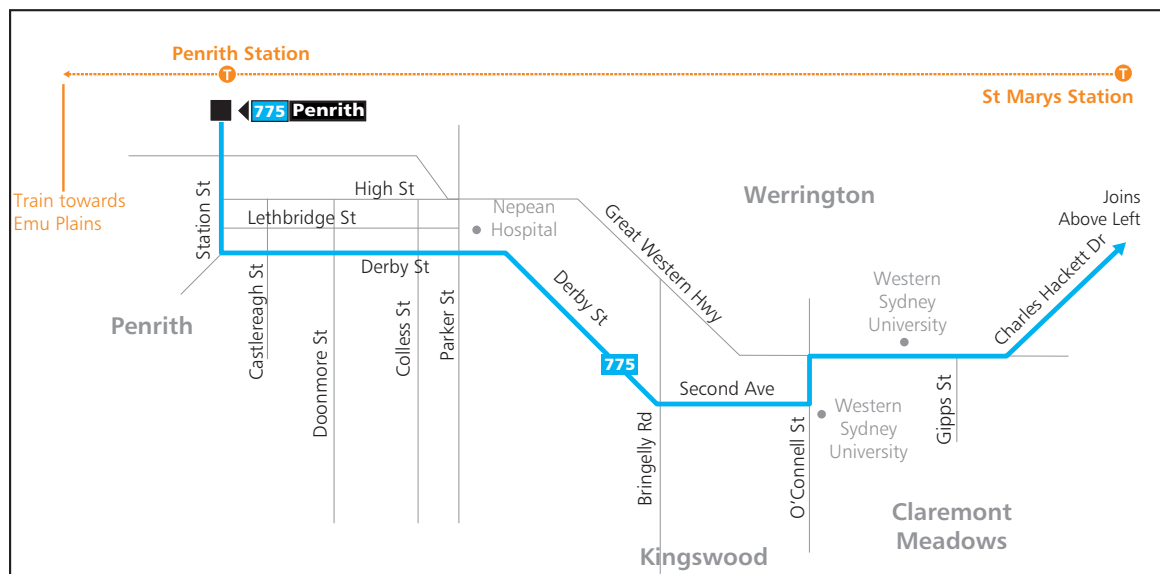 Penrith Station
T
T
St Marys Station
775 Penrith
Train towards
Emu Plains
Station St
High St
Lethbridge St
Nepean
Hospital
Great Western Hwy
Werrington
Joins
Above Left
Derby St
Derby St
Charles Hackett Dr
Western
Sydney
University
Penrith
Castlereagh St
Doonmore St
Colless St
Parker St
775
Second Ave
Bringelly Rd
O'Connell St
Western
Sydney
University
Gipps St
Claremont
Meadows
Kingswood